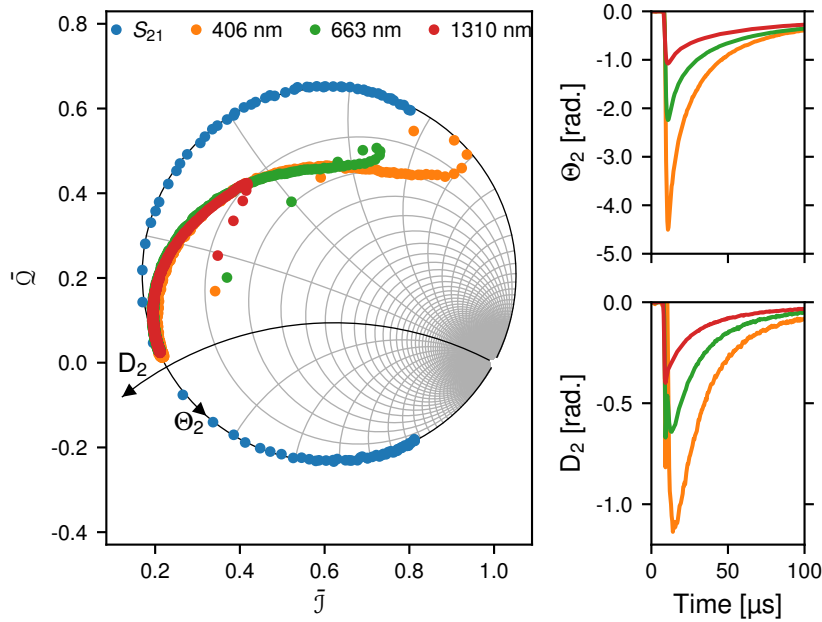 S₂₁ 406 nm 663 nm 1310 nm
0.8
0.6
0.4
0.2
0.0
-0.2
-0.4
Q̄
D₂
Θ₂
0.2 0.4 0.6 0.8 1.0
Ī
0.0
-1.0
-2.0
-3.0
-4.0
-5.0
Θ₂ [rad.]
0.0
-0.5
-1.0
D₂ [rad.]
0 50 100
Time [µs]